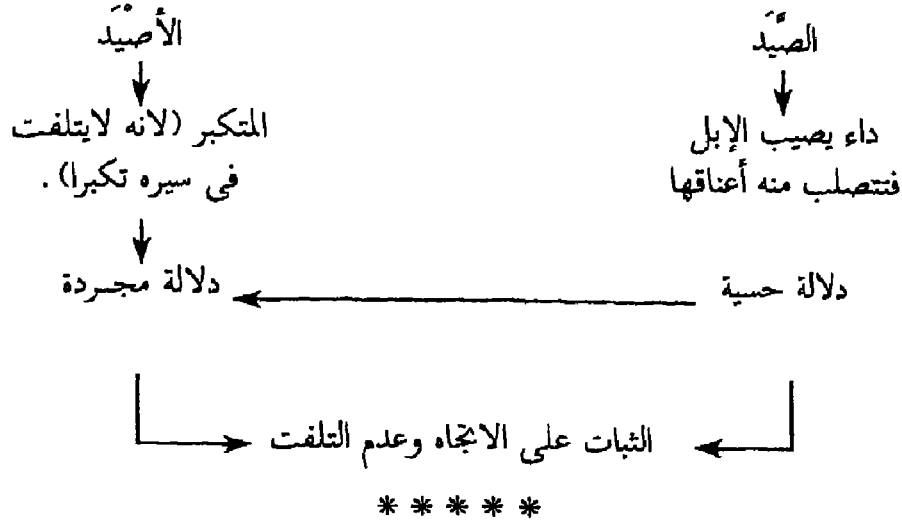 الصَّيَد
الأصْيَد
داء يصيب الإبل
فتتصلب منه أعناقها
المتكبر (لانه لايتلفت
فى سيره تكبرا) .
دلالة حسية
دلالة مجردة
الثبات على الاتجاه وعدم التلفت
* * * * *